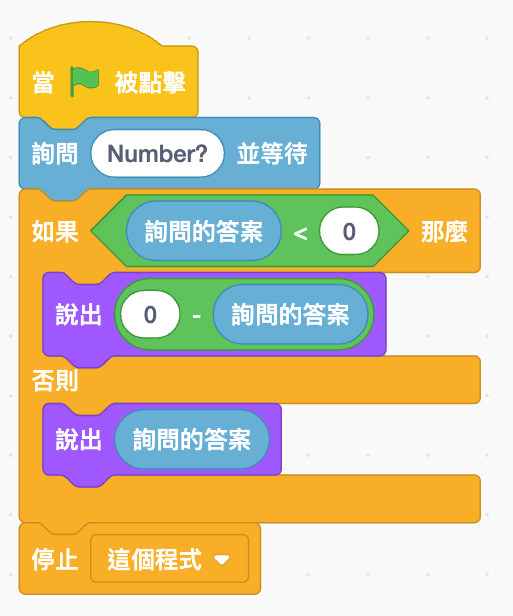 當 被點擊
詢問 Number? 並等待
如果 詢問的答案 < 0 那麼
說出 0 - 詢問的答案
否則
說出 詢問的答案
停止 這個程式